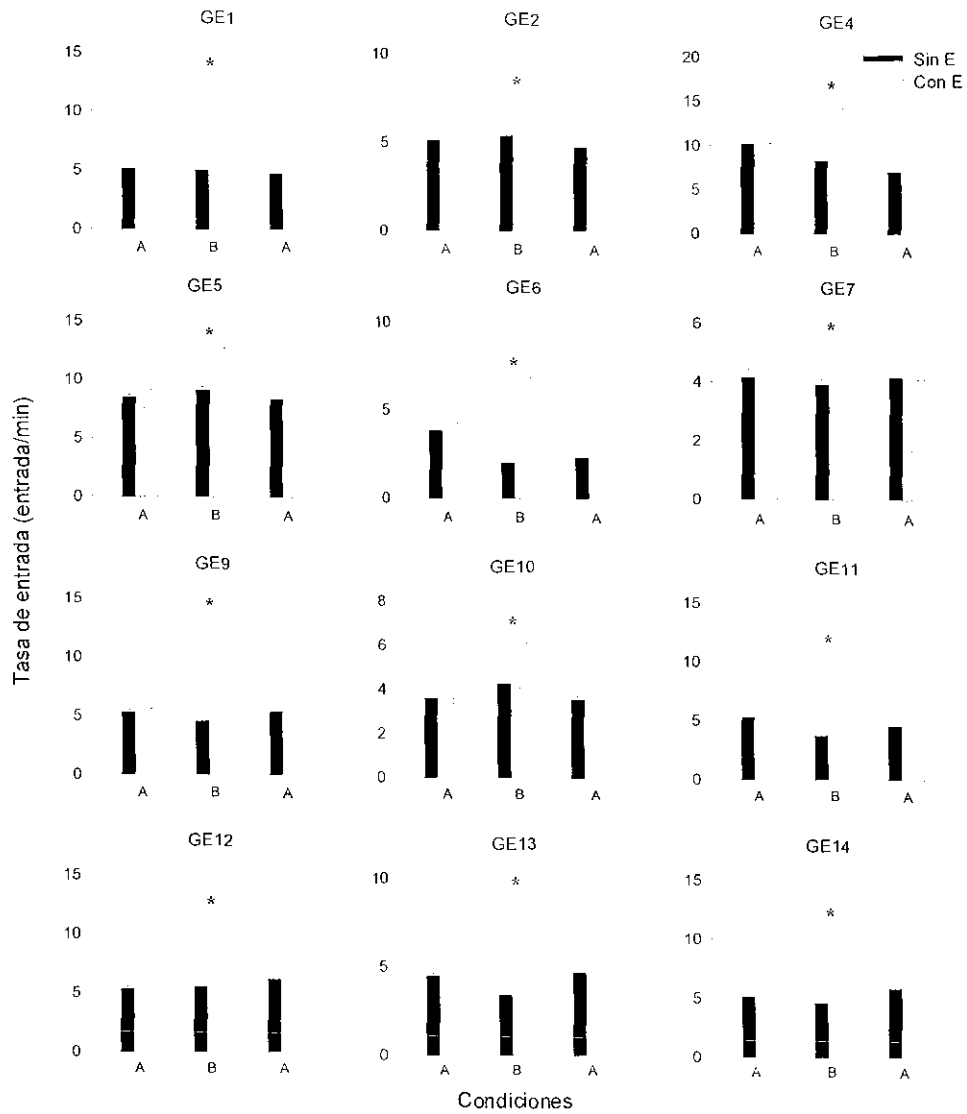 GE1
15
*
10
5
0
A B A
GE2
10
*
5
0
A B A
GE4
20
Sin E
Con E
*
15
10
5
0
A B A
GE5
15
*
10
5
0
A B A
GE6
10
*
5
0
A B A
GE7
6
*
4
2
0
A B A
Tasa de entrada (entrada/min)
GE9
15
*
10
5
0
A B A
GE10
8
*
6
4
2
0
A B A
GE11
15
*
10
5
0
A B A
GE12
15
*
10
5
0
A B A
GE13
10
*
5
0
A B A
GE14
15
*
10
5
0
A B A
Condiciones